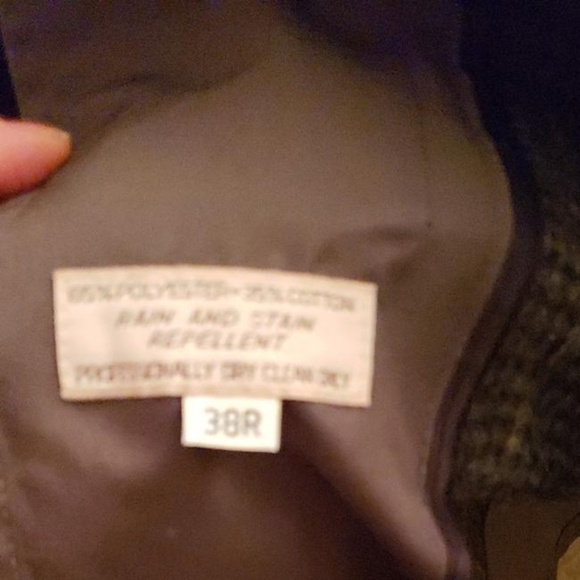 65% POLYESTER-35% COTTON
RAIN AND STAIN
REPELLENT
PROFESSIONALLY DRY CLEAN ONLY
38R